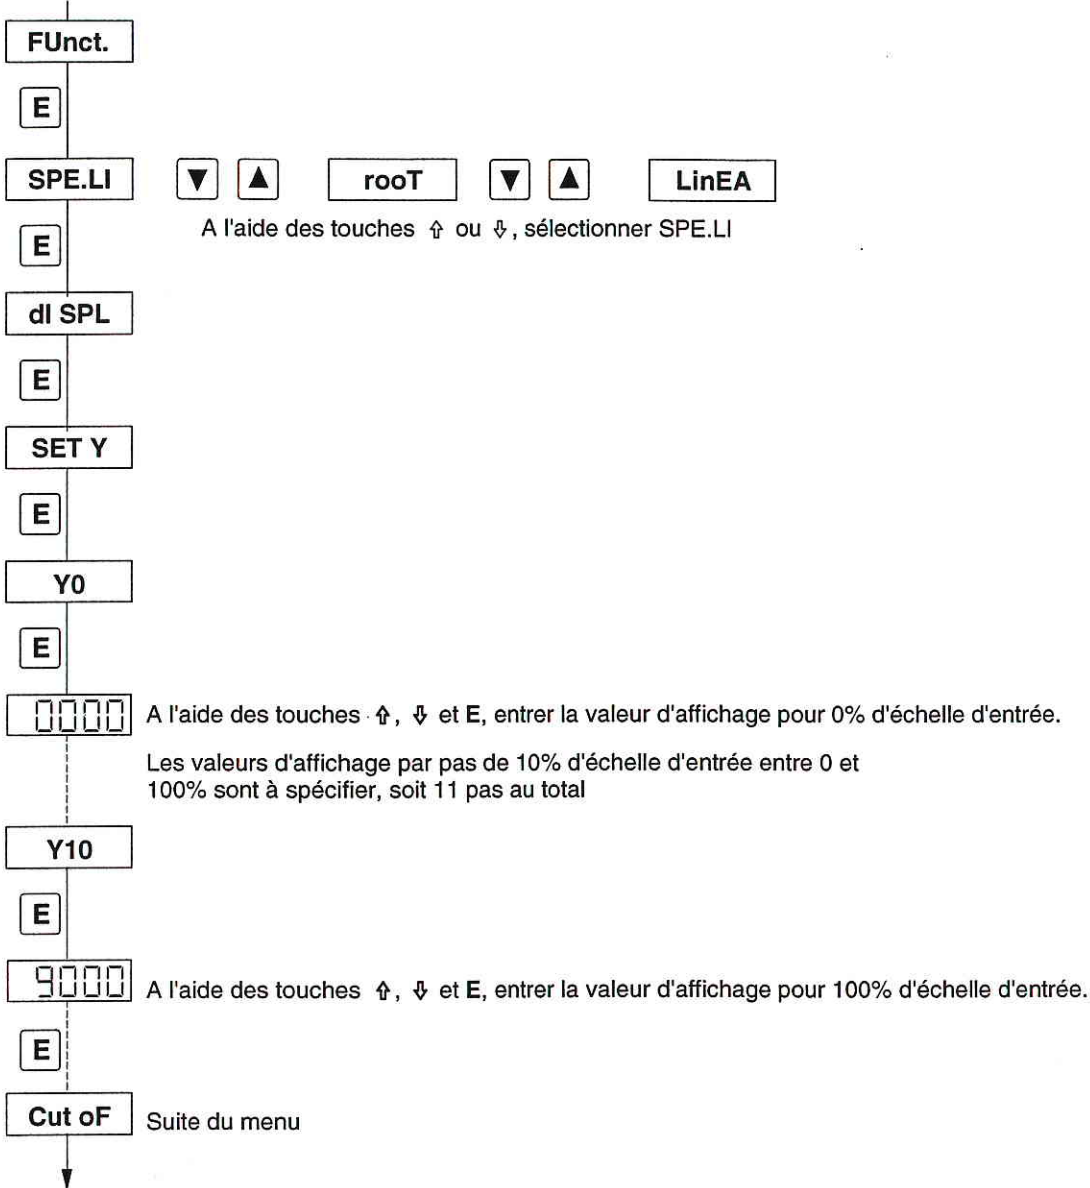 FUnct.
E
SPE.LI ▼ ▲ rooT ▼ ▲ LinEA
A l'aide des touches ⇧ ou ⇩, sélectionner SPE.LI
E
dI SPL
E
SET Y
E
Y0
E
0000 A l'aide des touches ⇧, ⇩ et E, entrer la valeur d'affichage pour 0% d'échelle d'entrée.
Les valeurs d'affichage par pas de 10% d'échelle d'entrée entre 0 et
100% sont à spécifier, soit 11 pas au total
Y10
E
9000 A l'aide des touches ⇧, ⇩ et E, entrer la valeur d'affichage pour 100% d'échelle d'entrée.
E
Cut oF Suite du menu